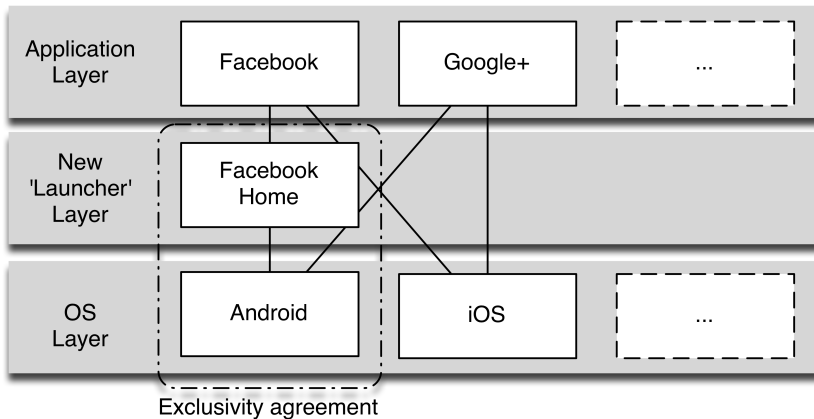 Application
Layer
Facebook
Google+
...
New
'Launcher'
Layer
Facebook
Home
OS
Layer
Android
iOS
...
Exclusivity agreement